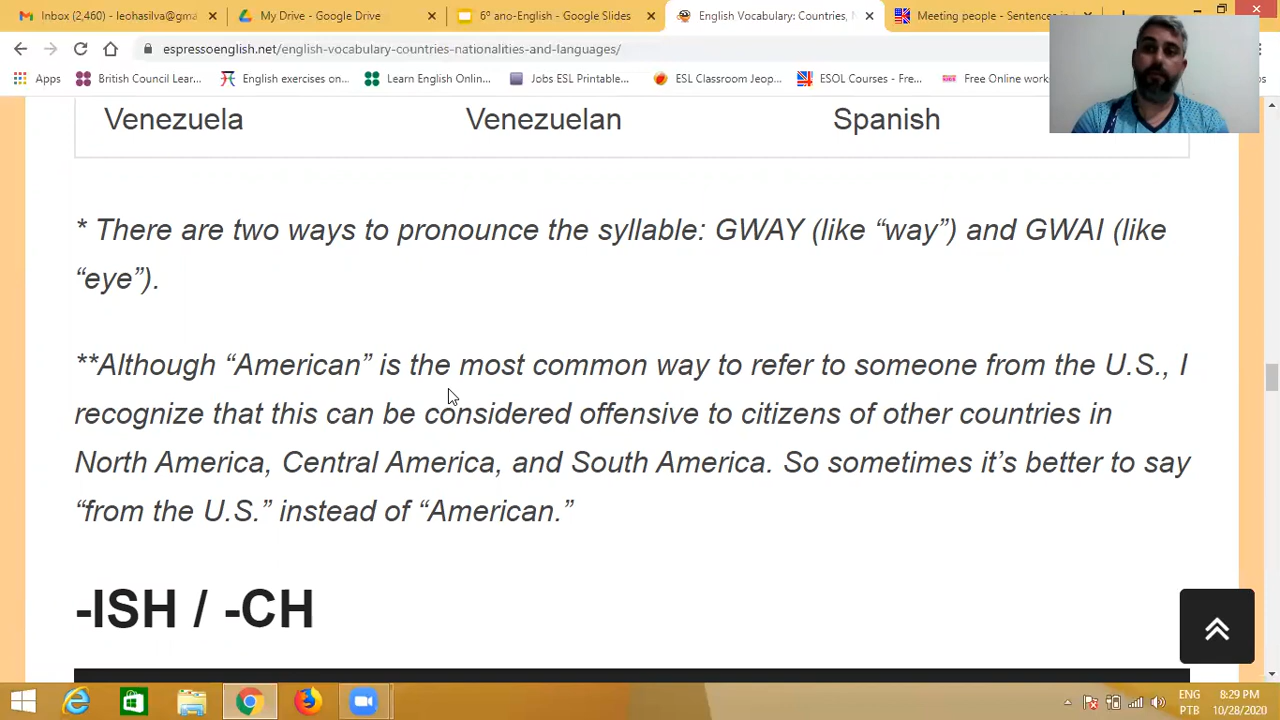 Inbox (2,460) - leohasilva@gma
My Drive - Google Drive
6º ano-English - Google Slides
English Vocabulary: Countries, N
Meeting people - Sentences in
espressoenglish.net/english-vocabulary-countries-nationalities-and-languages/
Apps
British Council Lear...
English exercises on...
Learn English Onlin...
Jobs ESL Printable...
ESL Classroom Jeop...
ESOL Courses - Fre...
Free Online works
Venezuela Venezuelan Spanish
* There are two ways to pronounce the syllable: GWAY (like “way”) and GWAI (like
“eye”).
**Although “American” is the most common way to refer to someone from the U.S., I
recognize that this can be considered offensive to citizens of other countries in
North America, Central America, and South America. So sometimes it’s better to say
“from the U.S.” instead of “American.”
-ISH / -CH
ENG 8:29 PM
PTB 10/28/2020